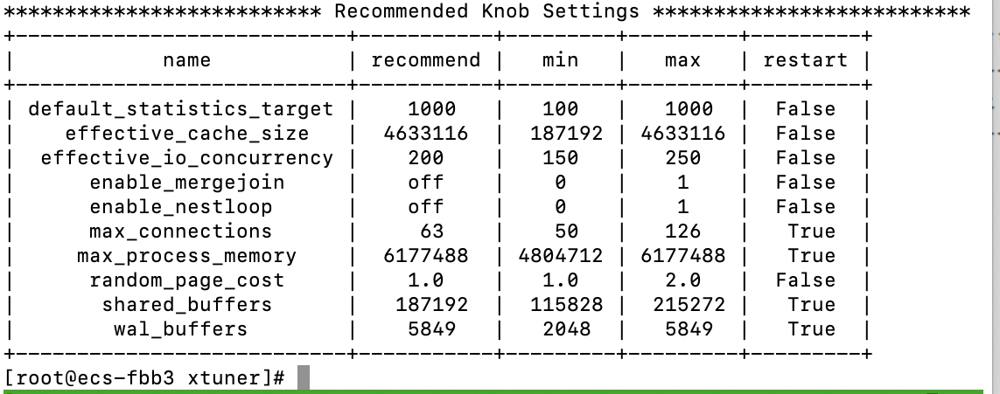 ************************** Recommended Knob Settings **************************
+---------------------------+-----------+---------+---------+---------+
| name | recommend | min | max | restart |
+---------------------------+-----------+---------+---------+---------+
| default_statistics_target | 1000 | 100 | 1000 | False |
| effective_cache_size | 4633116 | 187192 | 4633116 | False |
| effective_io_concurrency | 200 | 150 | 250 | False |
| enable_mergejoin | off | 0 | 1 | False |
| enable_nestloop | off | 0 | 1 | False |
| max_connections | 63 | 50 | 126 | True |
| max_process_memory | 6177488 | 4804712 | 6177488 | True |
| random_page_cost | 1.0 | 1.0 | 2.0 | False |
| shared_buffers | 187192 | 115828 | 215272 | True |
| wal_buffers | 5849 | 2048 | 5849 | True |
+---------------------------+-----------+---------+---------+---------+
[root@ecs-fbb3 xtuner]#